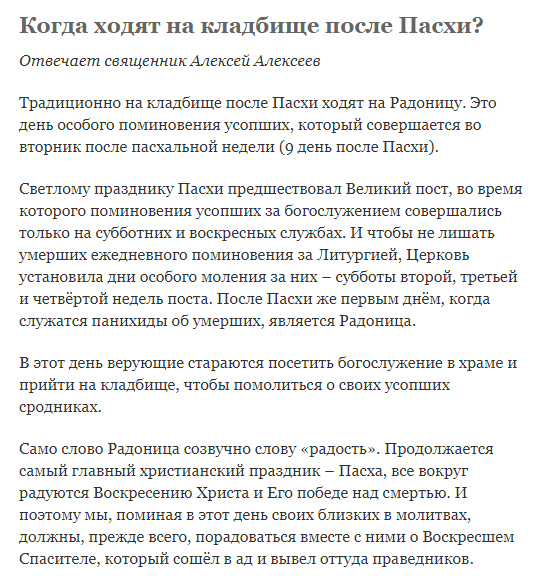 Когда ходят на кладбище после Пасхи?
Отвечает священник Алексей Алексеев
Традиционно на кладбище после Пасхи ходят на Радоницу. Это
день особого поминовения усопших, который совершается во
вторник после пасхальной недели (9 день после Пасхи).
Светлому празднику Пасхи предшествовал Великий пост, во время
которого поминовения усопших за богослужением совершались
только на субботних и воскресных службах. И чтобы не лишать
умерших ежедневного поминовения за Литургией, Церковь
установила дни особого моления за них – субботы второй, третьей
и четвёртой недель поста. После Пасхи же первым днём, когда
служатся панихиды об умерших, является Радоница.
В этот день верующие стараются посетить богослужение в храме и
прийти на кладбище, чтобы помолиться о своих усопших
сродниках.
Само слово Радоница созвучно слову «радость». Продолжается
самый главный христианский праздник – Пасха, все вокруг
радуются Воскресению Христа и Его победе над смертью. И
поэтому мы, поминая в этот день своих близких в молитвах,
должны, прежде всего, порадоваться вместе с ними о Воскресшем
Спасителе, который сошёл в ад и вывел оттуда праведников.